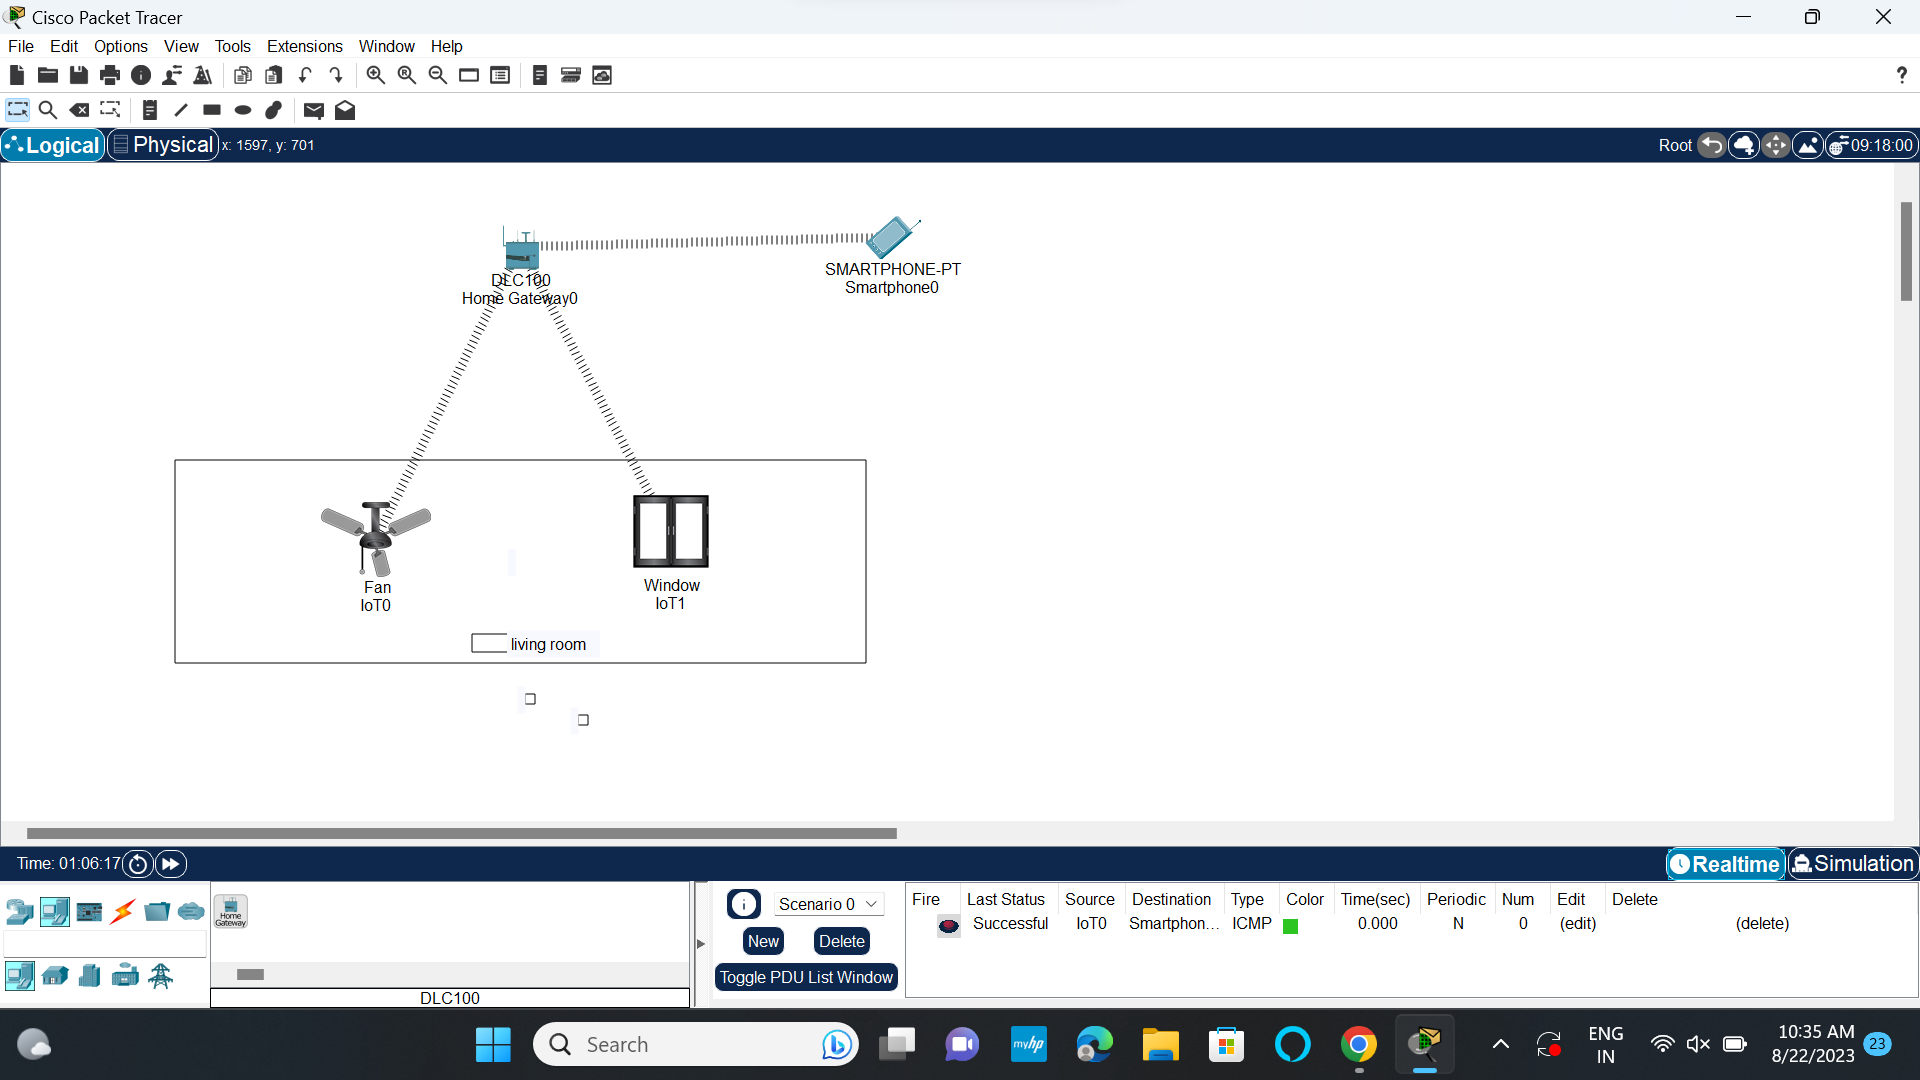 Cisco Packet Tracer
File Edit Options View Tools Extensions Window Help
?
Logical Physical x: 1597, y: 701 Root 09:18:00
T
DLC100
Home Gateway0
SMARTPHONE-PT
Smartphone0
Fan
IoT0
Window
IoT1
living room
Time: 01:06:17 Realtime Simulation
Home
Gateway
DLC100
Scenario 0
New Delete
Toggle PDU List Window
Fire Last Status Source Destination Type Color Time(sec) Periodic Num Edit Delete
Successful IoT0 Smartphon... ICMP 0.000 N 0 (edit) (delete)
Search
myhp
ENG
IN
10:35 AM
8/22/2023
23